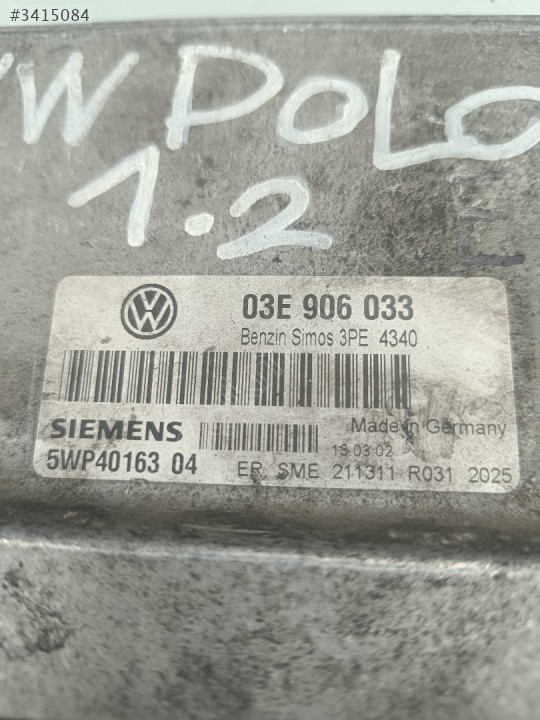 #3415084
VW POLO
1.2
03E 906 033
Benzin Simos 3PE 4340
SIEMENS
Made in Germany
13.03.02
5WP40163 04
ER SME 211311 R031 2025